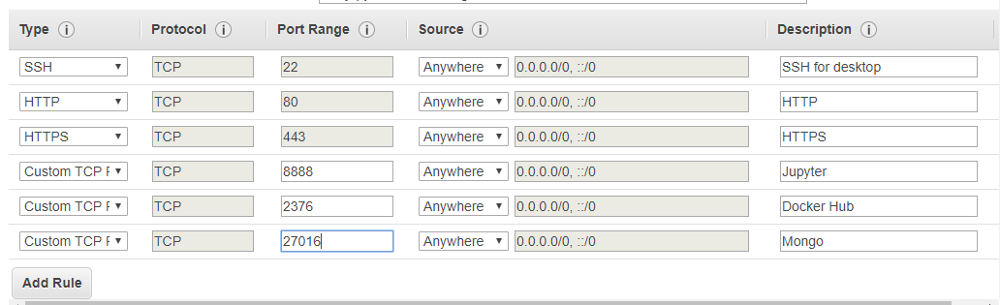 Type Protocol Port Range Source Description
SSH TCP 22 Anywhere 0.0.0.0/0, ::/0 SSH for desktop
HTTP TCP 80 Anywhere 0.0.0.0/0, ::/0 HTTP
HTTPS TCP 443 Anywhere 0.0.0.0/0, ::/0 HTTPS
Custom TCP TCP 8888 Anywhere 0.0.0.0/0, ::/0 Jupyter
Custom TCP TCP 2376 Anywhere 0.0.0.0/0, ::/0 Docker Hub
Custom TCP TCP 27016 Anywhere 0.0.0.0/0, ::/0 Mongo
Add Rule